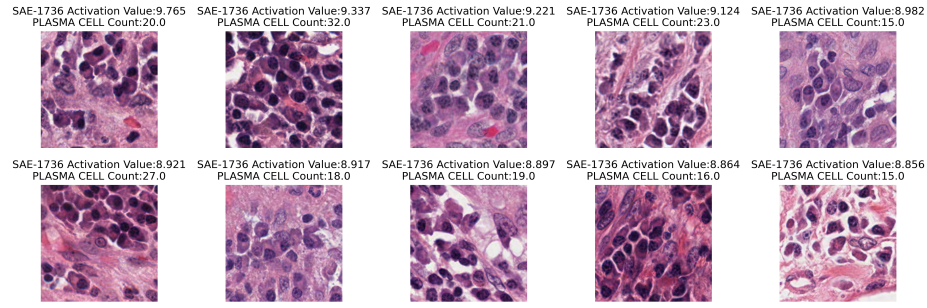 SAE-1736 Activation Value:9.765
PLASMA CELL Count:20.0
SAE-1736 Activation Value:9.337
PLASMA CELL Count:32.0
SAE-1736 Activation Value:9.221
PLASMA CELL Count:21.0
SAE-1736 Activation Value:9.124
PLASMA CELL Count:23.0
SAE-1736 Activation Value:8.982
PLASMA CELL Count:15.0
SAE-1736 Activation Value:8.921
PLASMA CELL Count:27.0
SAE-1736 Activation Value:8.917
PLASMA CELL Count:18.0
SAE-1736 Activation Value:8.897
PLASMA CELL Count:19.0
SAE-1736 Activation Value:8.864
PLASMA CELL Count:16.0
SAE-1736 Activation Value:8.856
PLASMA CELL Count:15.0